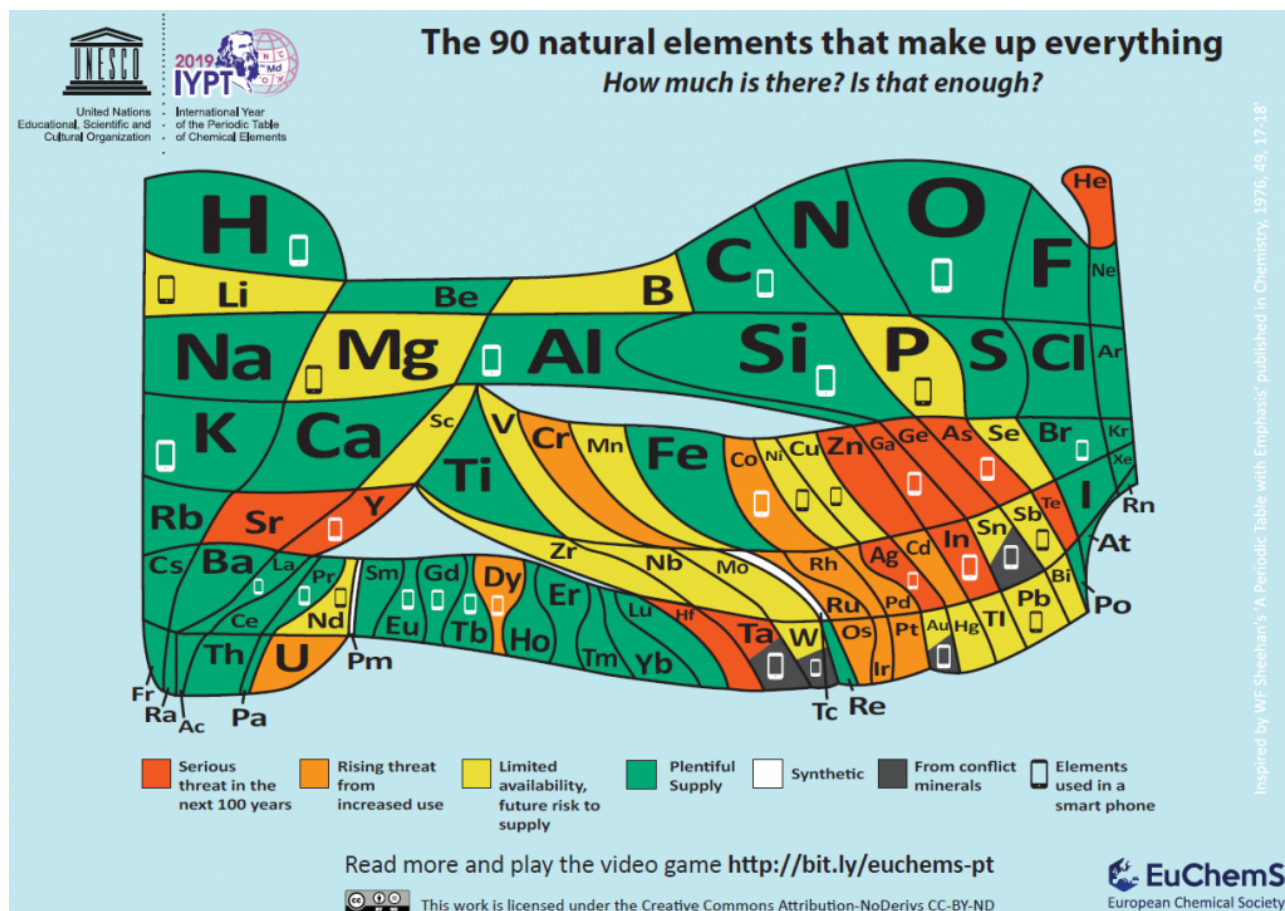 The 90 natural elements that make up everything
How much is there? Is that enough?
UNESCO
United Nations
Educational, Scientific and
Cultural Organization
2019
IYPT
Md
International Year
of the Periodic Table
of Chemical Elements
H
He
Li
Be
B
C
N
O
F
Ne
Na
Mg
Al
Si
P
S
Cl
Ar
K
Ca
Sc
Ti
V
Cr
Mn
Fe
Co
Ni
Cu
Zn
Ga
Ge
As
Se
Br
Kr
Rb
Sr
Y
Zr
Nb
Mo
Tc
Ru
Rh
Pd
Ag
Cd
In
Sn
Sb
Te
I
Xe
Cs
Ba
La
Ce
Pr
Nd
Pm
Sm
Eu
Gd
Tb
Dy
Ho
Er
Tm
Yb
Lu
Hf
Ta
W
Re
Os
Ir
Pt
Au
Hg
Tl
Pb
Bi
Po
At
Rn
Fr
Ra
Ac
Th
Pa
U
Serious
threat in the
next 100 years
Rising threat
from
increased use
Limited
availability,
future risk to
supply
Plentiful
Supply
Synthetic
From conflict
minerals
Elements
used in a
smart phone
Inspired by WF Sheehan's 'A Periodic Table with Emphasis' published in Chemistry, 1976, 49, 17-18'
Read more and play the video game http://bit.ly/euchems-pt
This work is licensed under the Creative Commons Attribution-NoDerivs CC-BY-ND
EuChemS
European Chemical Society